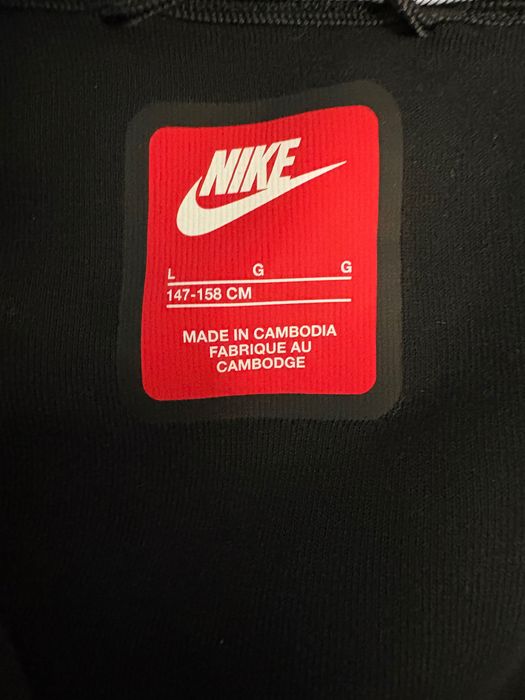 NIKE
L G G
147-158 CM
MADE IN CAMBODIA
FABRIQUE AU
CAMBODGE